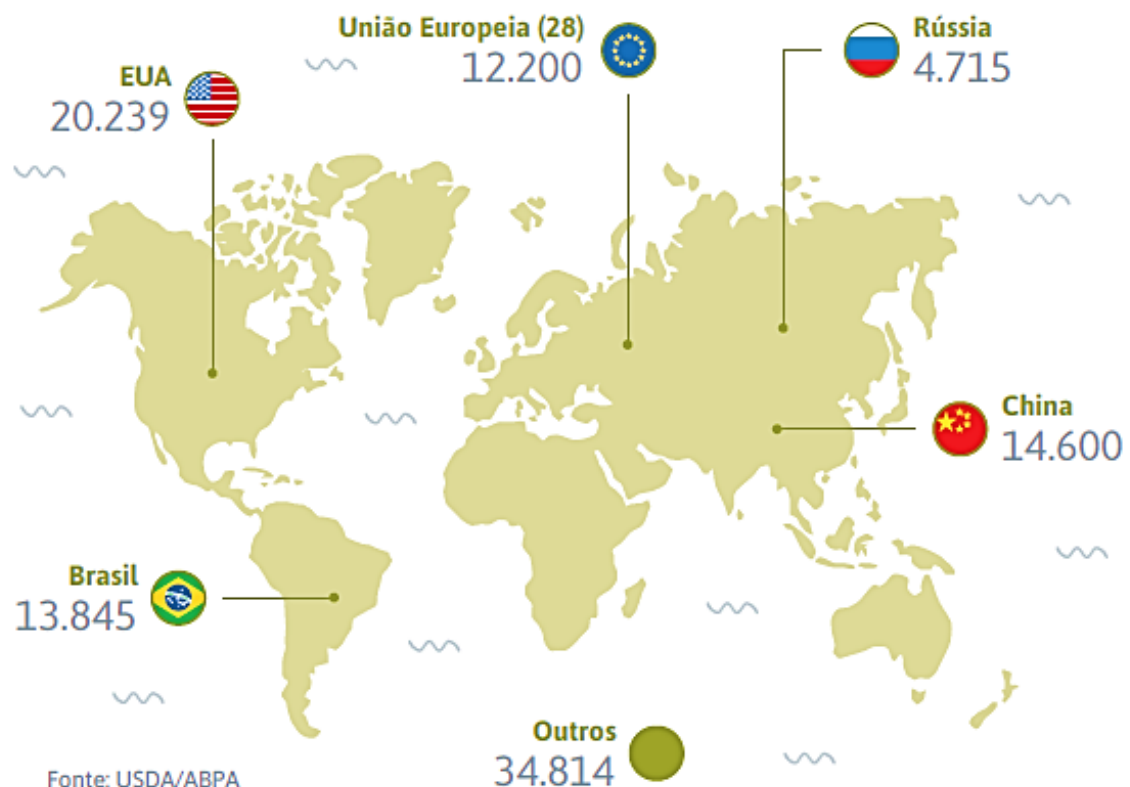 União Europeia (28)
12.200
Rússia
4.715
EUA
20.239
China
14.600
Brasil
13.845
Outros
34.814
Fonte: USDA/ABPA